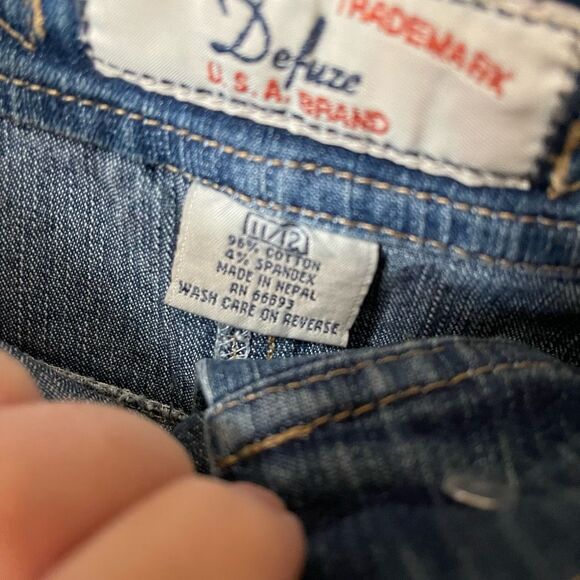 TRADEMARK
Defuze
U.S.A. BRAND
11/12
96% COTTON
4% SPANDEX
MADE IN NEPAL
RN 66693
WASH CARE ON REVERSE